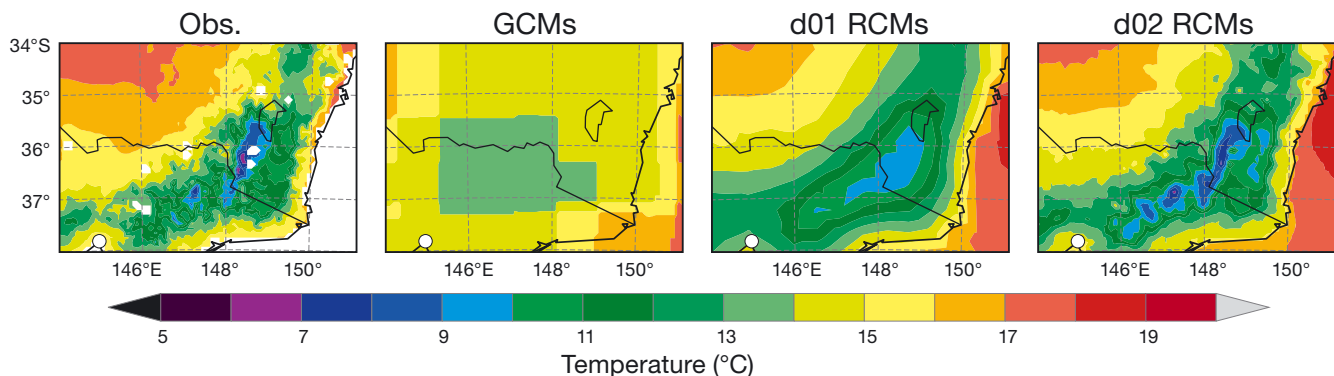 Obs. GCMs d01 RCMs d02 RCMs
34°S
35°
36°
37°
146°E 148° 150° 146°E 148° 150° 146°E 148° 150° 146°E 148° 150°
5 7 9 11 13 15 17 19
Temperature (°C)